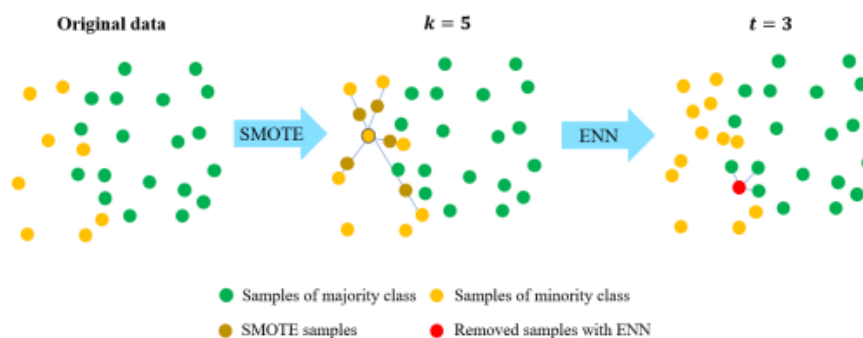 Original data
k = 5
t = 3
SMOTE
ENN
Samples of majority class
Samples of minority class
SMOTE samples
Removed samples with ENN